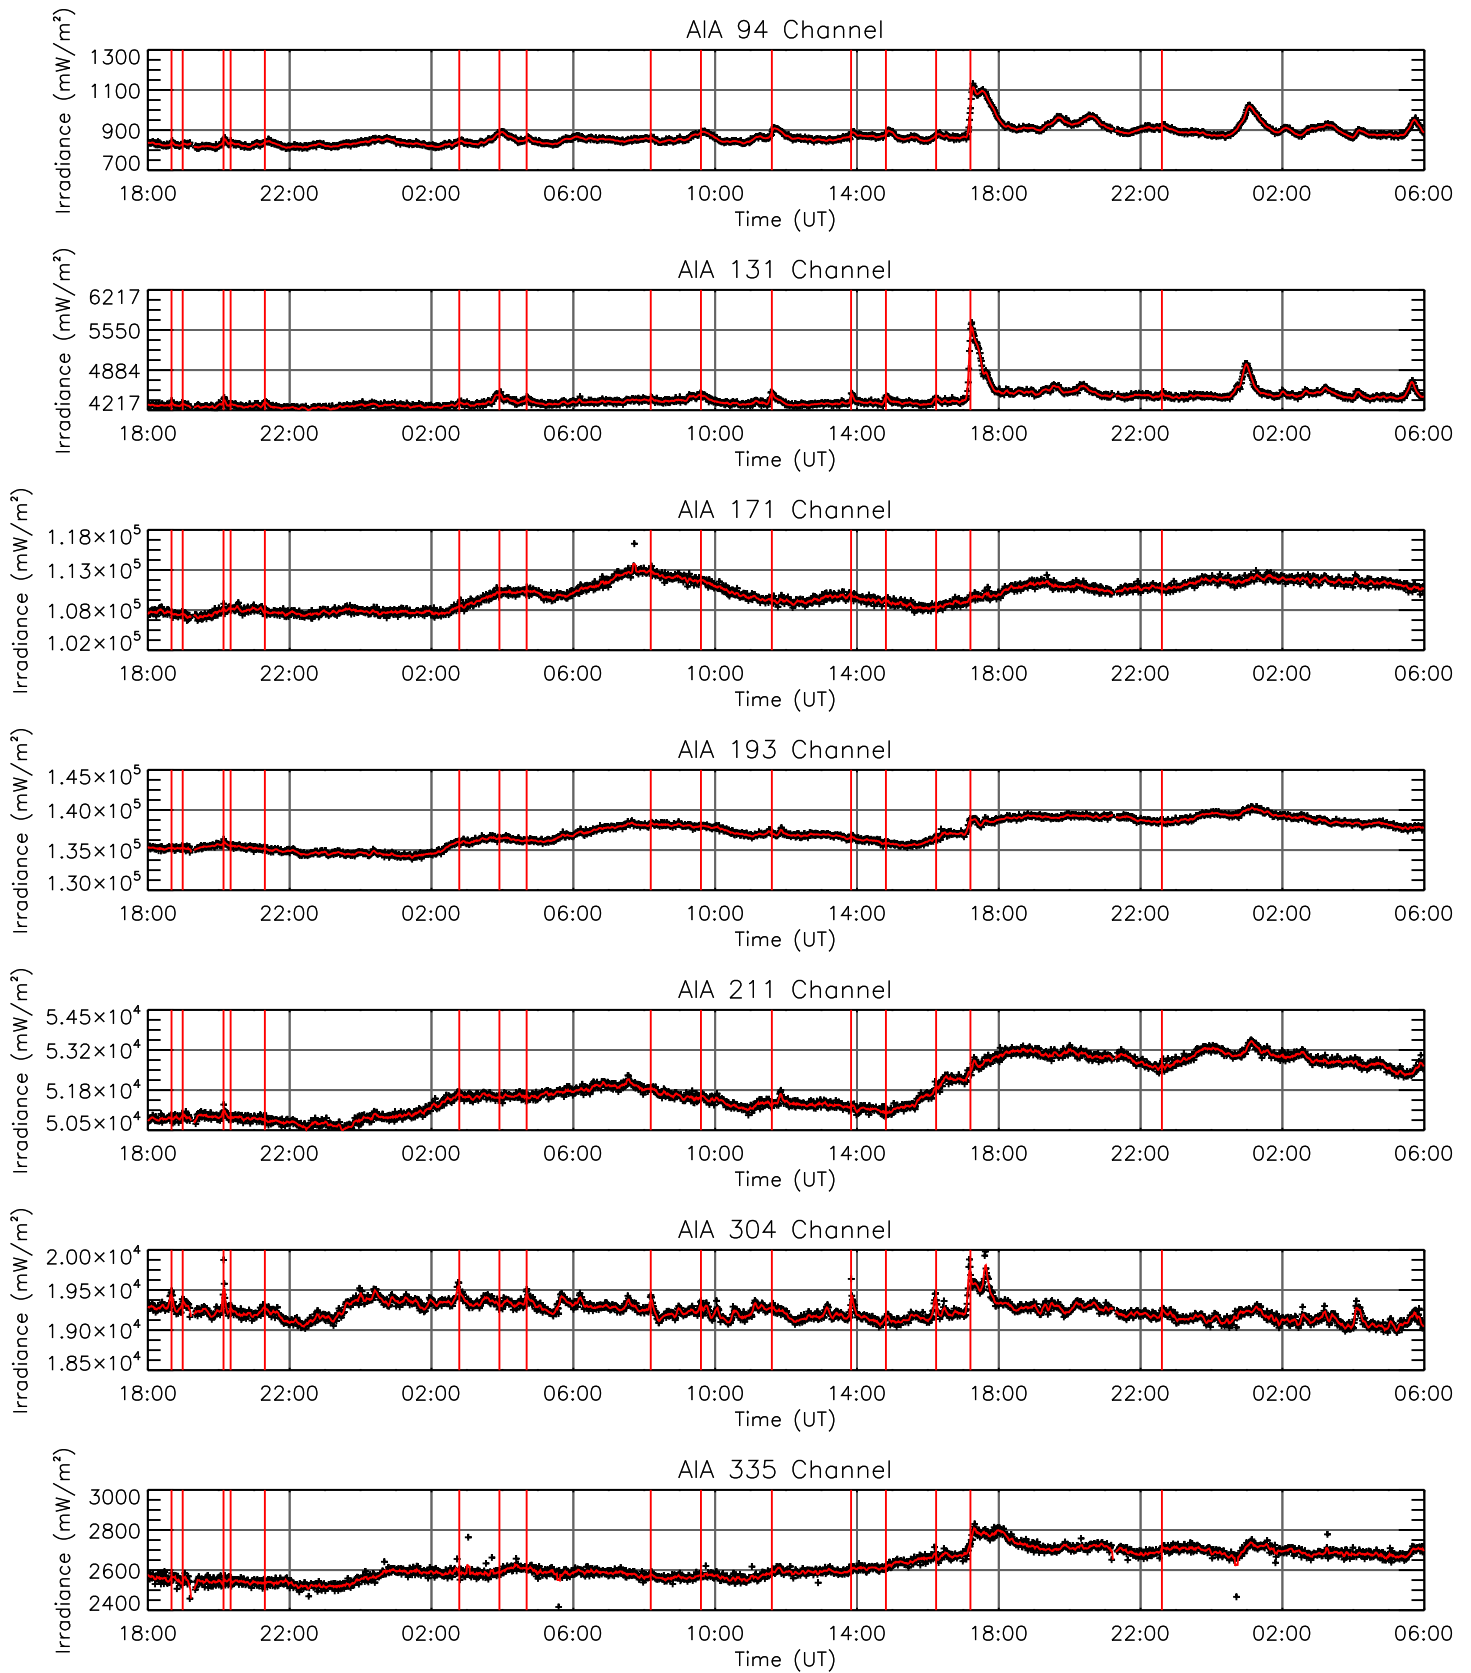 AIA 94 Channel
Irradiance (mW/m²)
1300
1100
900
700
18:00 22:00 02:00 06:00 10:00 14:00 18:00 22:00 02:00 06:00
Time (UT)
AIA 131 Channel
Irradiance (mW/m²)
6217
5550
4884
4217
18:00 22:00 02:00 06:00 10:00 14:00 18:00 22:00 02:00 06:00
Time (UT)
AIA 171 Channel
Irradiance (mW/m²)
1.18×10⁵
1.13×10⁵
1.08×10⁵
1.02×10⁵
18:00 22:00 02:00 06:00 10:00 14:00 18:00 22:00 02:00 06:00
Time (UT)
AIA 193 Channel
Irradiance (mW/m²)
1.45×10⁵
1.40×10⁵
1.35×10⁵
1.30×10⁵
18:00 22:00 02:00 06:00 10:00 14:00 18:00 22:00 02:00 06:00
Time (UT)
AIA 211 Channel
Irradiance (mW/m²)
5.45×10⁴
5.32×10⁴
5.18×10⁴
5.05×10⁴
18:00 22:00 02:00 06:00 10:00 14:00 18:00 22:00 02:00 06:00
Time (UT)
AIA 304 Channel
Irradiance (mW/m²)
2.00×10⁴
1.95×10⁴
1.90×10⁴
1.85×10⁴
18:00 22:00 02:00 06:00 10:00 14:00 18:00 22:00 02:00 06:00
Time (UT)
AIA 335 Channel
Irradiance (mW/m²)
3000
2800
2600
2400
18:00 22:00 02:00 06:00 10:00 14:00 18:00 22:00 02:00 06:00
Time (UT)